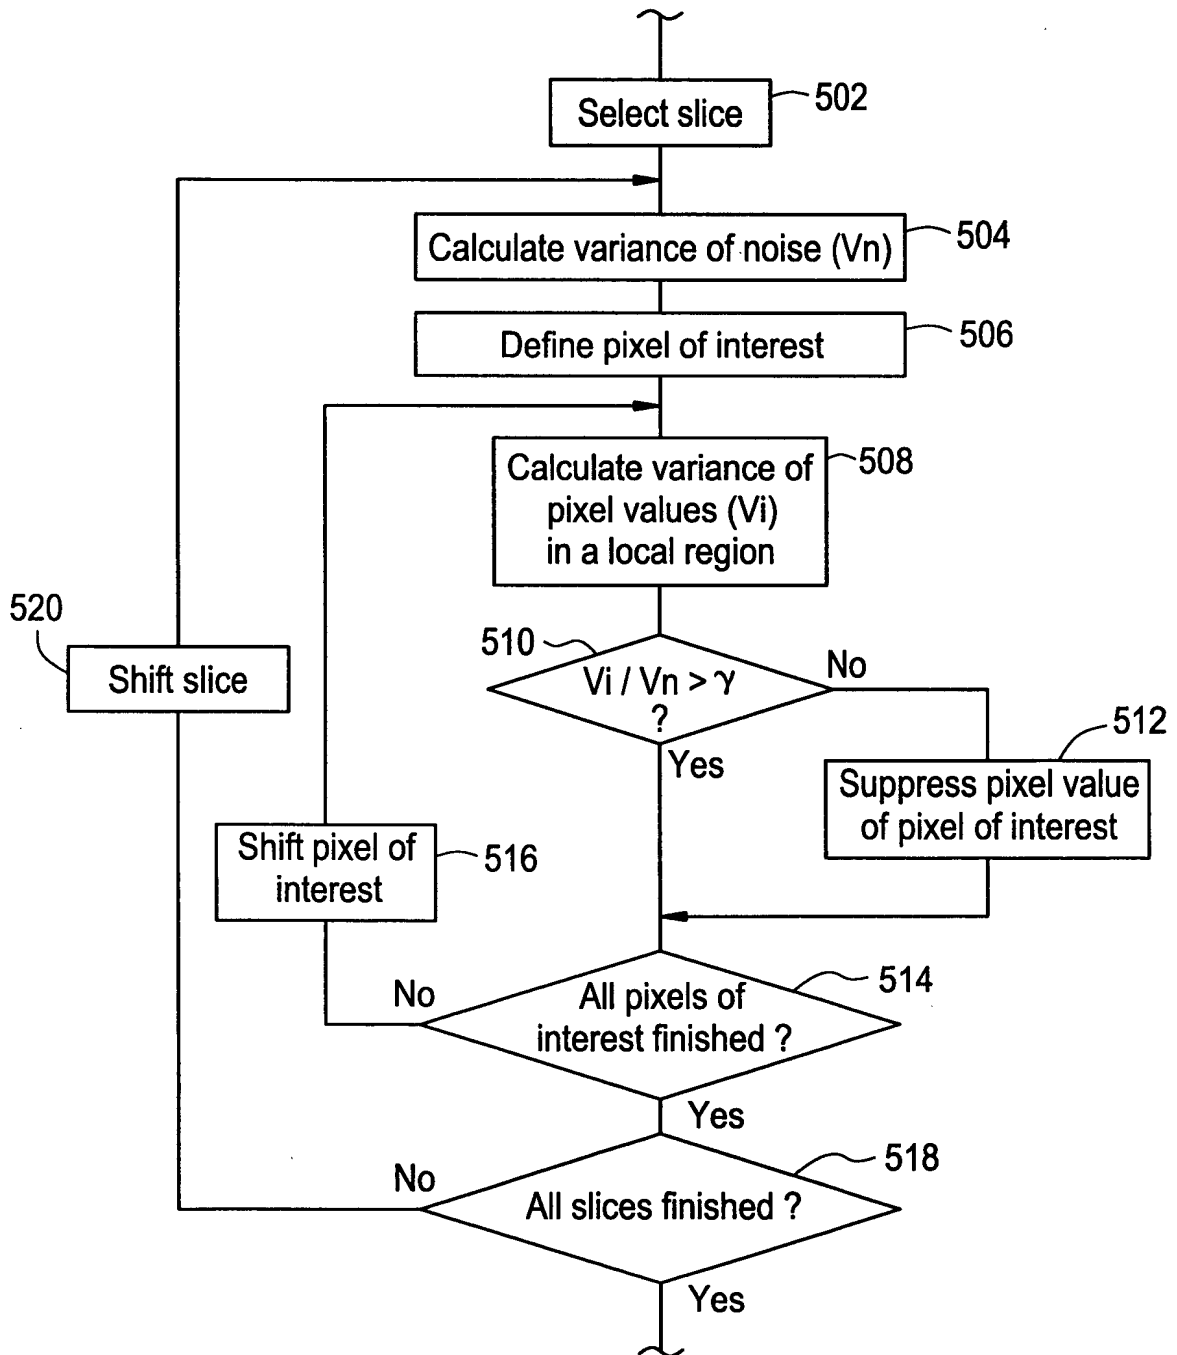 Select slice
502
Calculate variance of noise (Vn)
504
Define pixel of interest
506
Calculate variance of
pixel values (Vi)
in a local region
508
510
Vi / Vn > γ
?
No
Yes
512
Suppress pixel value
of pixel of interest
520
Shift slice
Shift pixel of
interest
516
514
All pixels of
interest finished ?
No
Yes
518
All slices finished ?
No
Yes